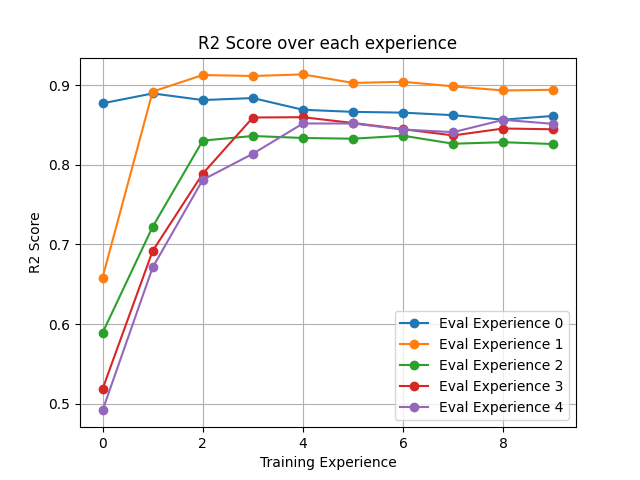 R2 Score over each experience
0.9
0.8
0.7
0.6
0.5
R2 Score
Eval Experience 0
Eval Experience 1
Eval Experience 2
Eval Experience 3
Eval Experience 4
0 2 4 6 8
Training Experience